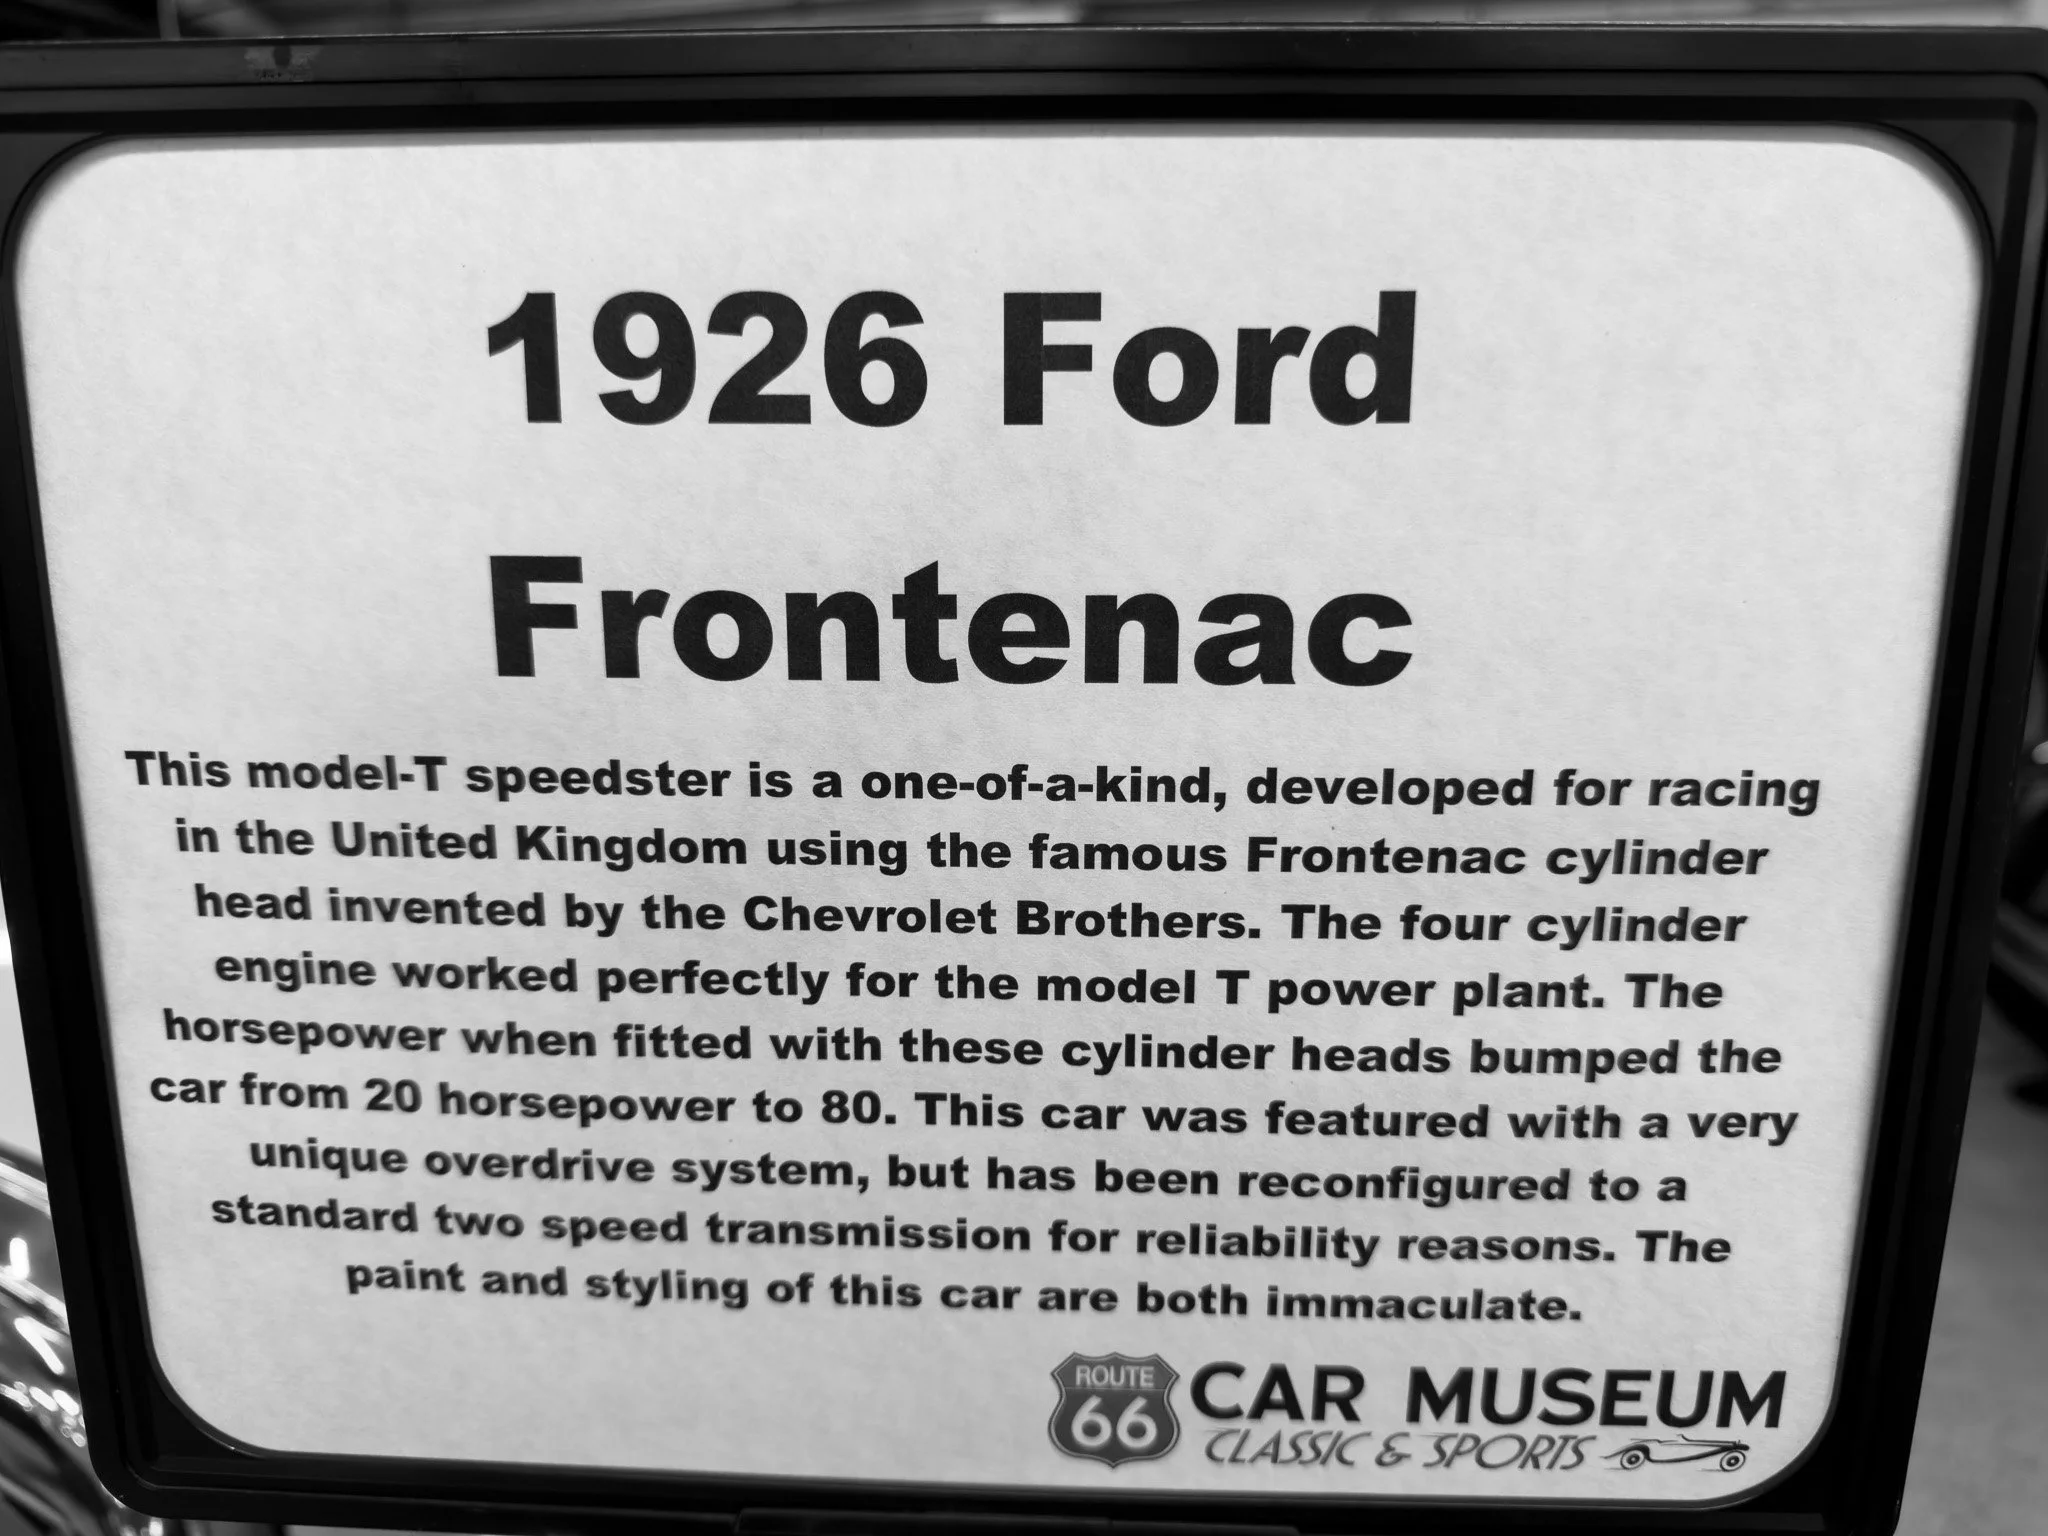 1926 Ford
Frontenac
This model-T speedster is a one-of-a-kind, developed for racing
in the United Kingdom using the famous Frontenac cylinder
head invented by the Chevrolet Brothers. The four cylinder
engine worked perfectly for the model T power plant. The
horsepower when fitted with these cylinder heads bumped the
car from 20 horsepower to 80. This car was featured with a very
unique overdrive system, but has been reconfigured to a
standard two speed transmission for reliability reasons. The
paint and styling of this car are both immaculate.
ROUTE
66
CAR MUSEUM
CLASSIC & SPORTS